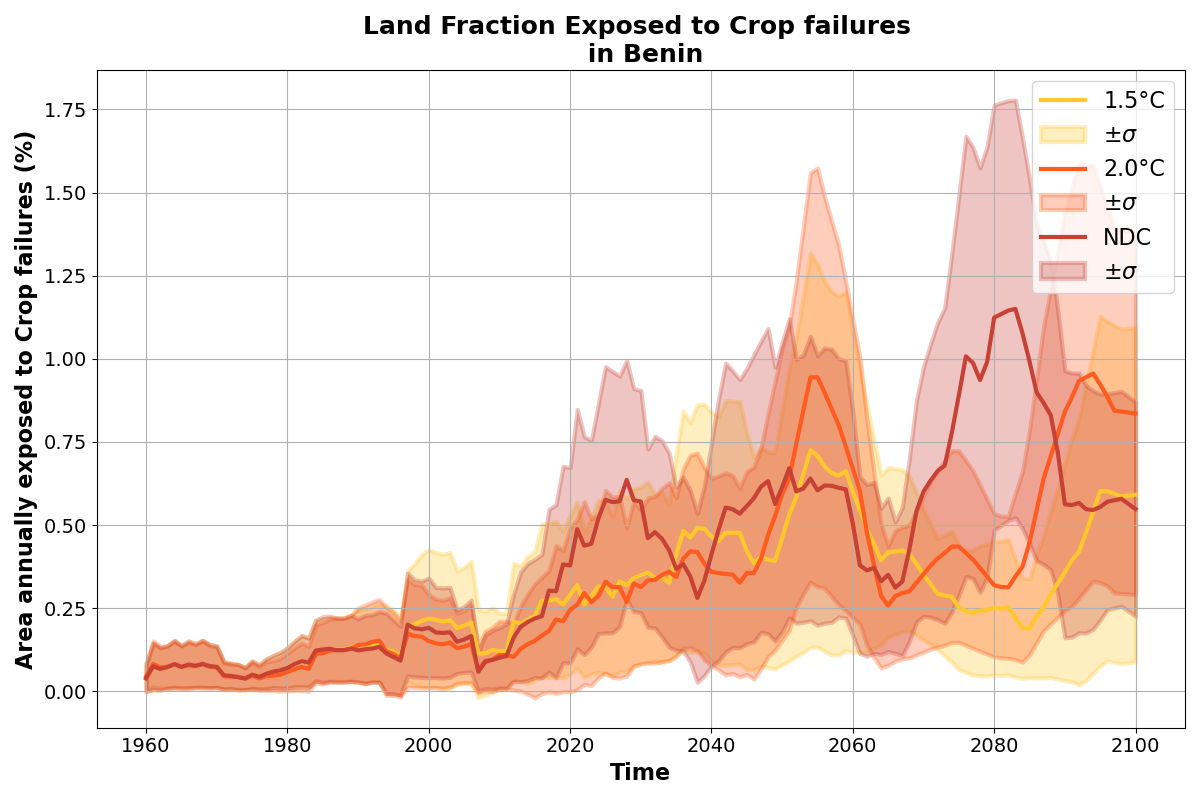 Land Fraction Exposed to Crop failures
in Benin
Area annually exposed to Crop failures (%)
1.75
1.50
1.25
1.00
0.75
0.50
0.25
0.00
1960
1980
2000
2020
2040
2060
2080
2100
Time
1.5°C
±σ
2.0°C
±σ
NDC
±σ